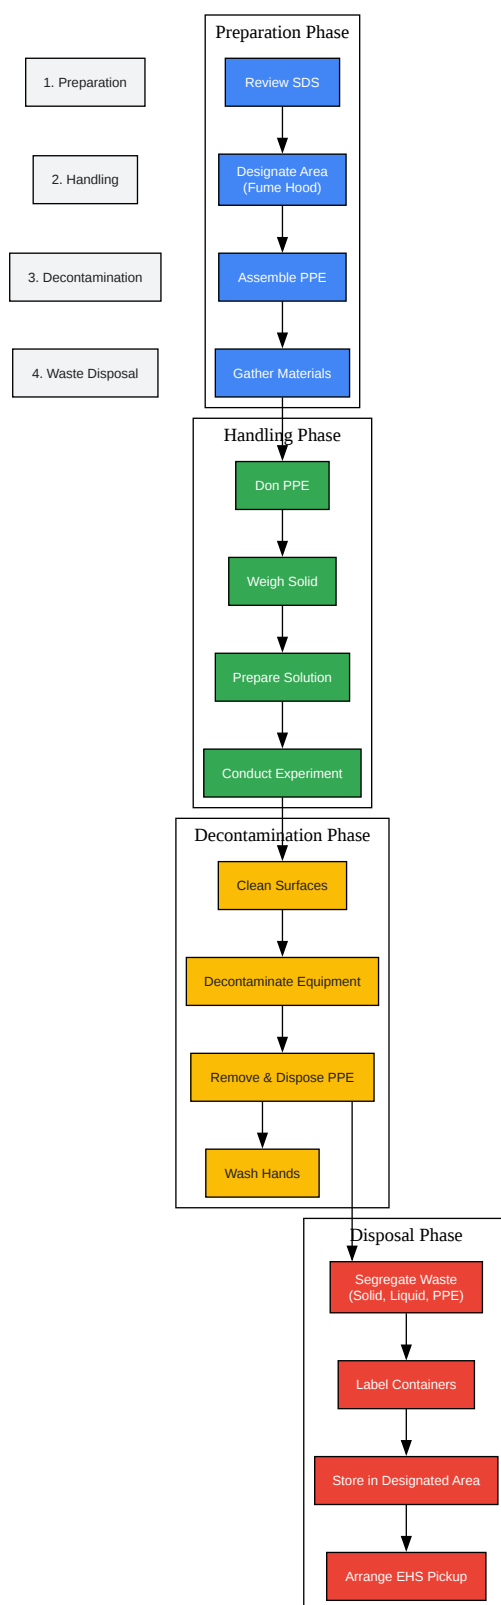 1. Preparation
2. Handling
3. Decontamination
4. Waste Disposal
Preparation Phase
Review SDS
Designate Area
(Fume Hood)
Assemble PPE
Gather Materials
Handling Phase
Don PPE
Weigh Solid
Prepare Solution
Conduct Experiment
Decontamination Phase
Clean Surfaces
Decontaminate Equipment
Remove & Dispose PPE
Wash Hands
Disposal Phase
Segregate Waste
(Solid, Liquid, PPE)
Label Containers
Store in Designated Area
Arrange EHS Pickup